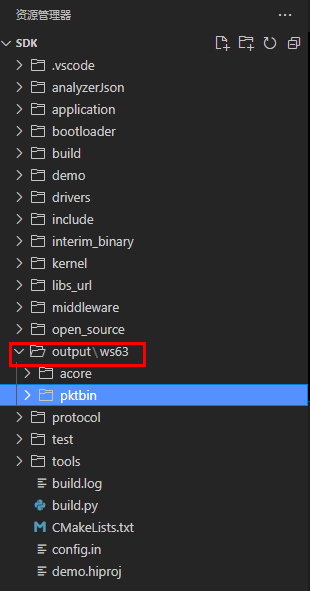 资源管理器
SDK
.vscode
analyzerJson
application
bootloader
build
demo
drivers
include
interim_binary
kernel
libs_url
middleware
open_source
output\ws63
acore
pktbin
protocol
test
tools
build.log
build.py
CMakeLists.txt
config.in
demo.hiproj